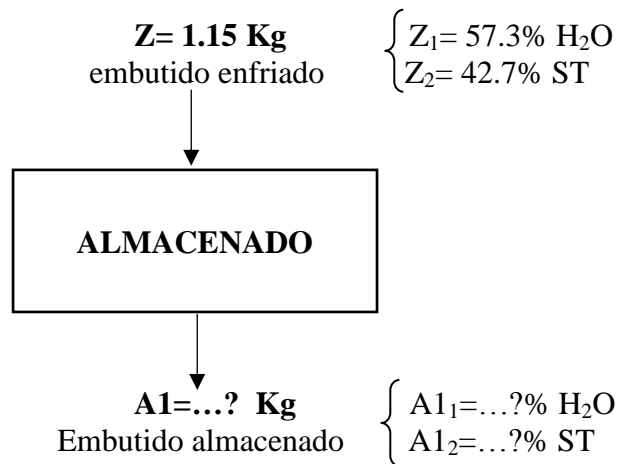 Z= 1.15 Kg
embutido enfriado
Z₁= 57.3% H₂O
Z₂= 42.7% ST
ALMACENADO
A1=…? Kg
Embutido almacenado
A1₁=…?% H₂O
A1₂=…?% ST